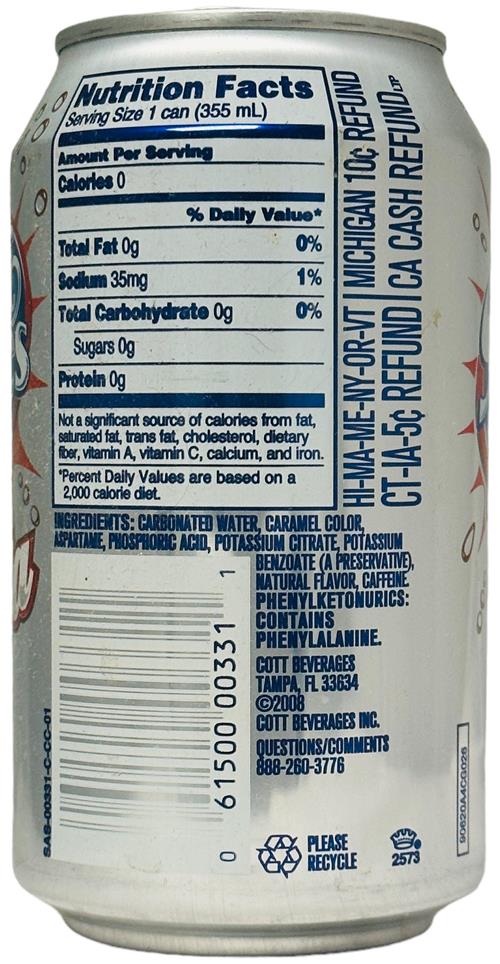 Nutrition Facts
Serving Size 1 can (355 mL)
Amount Per Serving
Calories 0
% Daily Value*
Total Fat 0g 0%
Sodium 35mg 1%
Total Carbohydrate 0g 0%
Sugars 0g
Protein 0g
Not a significant source of calories from fat,
saturated fat, trans fat, cholesterol, dietary
fiber, vitamin A, vitamin C, calcium, and iron.
*Percent Daily Values are based on a
2,000 calorie diet.
HI-MA-ME-NY-OR-VT | MICHIGAN 10¢ REFUND
CT-IA-5¢ REFUND | CA CASH REFUND
INGREDIENTS: CARBONATED WATER, CARAMEL COLOR,
ASPARTAME, PHOSPHORIC ACID, POTASSIUM CITRATE, POTASSIUM
BENZOATE (A PRESERVATIVE),
NATURAL FLAVOR, CAFFEINE.
PHENYLKETONURICS:
CONTAINS
PHENYLALANINE.
COTT BEVERAGES
TAMPA, FL 33634
©2008
COTT BEVERAGES INC.
QUESTIONS/COMMENTS
888-260-3776
0 61500 00331 1
SAS-00331-C-CC-01
PLEASE
RECYCLE
2573
90620A4CG026